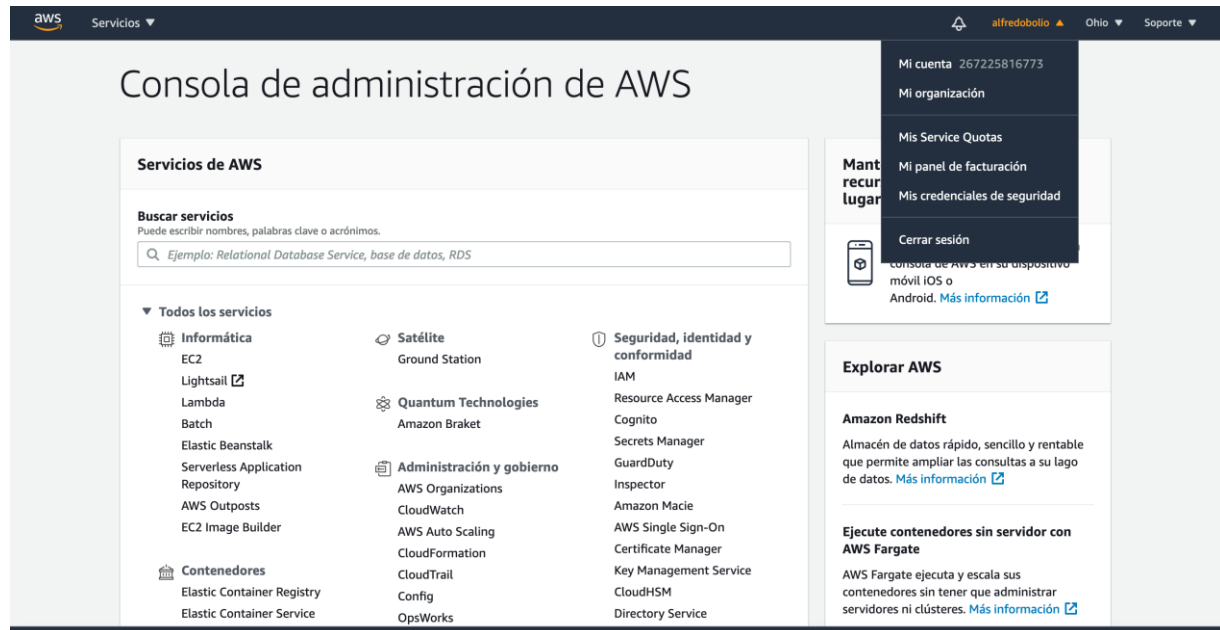 aws
Servicios
alfredobolio
Ohio
Soporte
Mi cuenta 267225816773
Mi organización
Mis Service Quotas
Mi panel de facturación
Mis credenciales de seguridad
Cerrar sesión
Consola de administración de AWS
Servicios de AWS
Buscar servicios
Puede escribir nombres, palabras clave o acrónimos.
Ejemplo: Relational Database Service, base de datos, RDS
Todos los servicios
Informática
EC2
Lightsail
Lambda
Batch
Elastic Beanstalk
Serverless Application
Repository
AWS Outposts
EC2 Image Builder
Contenedores
Elastic Container Registry
Elastic Container Service
Satélite
Ground Station
Quantum Technologies
Amazon Braket
Administración y gobierno
AWS Organizations
CloudWatch
AWS Auto Scaling
CloudFormation
CloudTrail
Config
OpsWorks
Seguridad, identidad y
conformidad
IAM
Resource Access Manager
Cognito
Secrets Manager
GuardDuty
Inspector
Amazon Macie
AWS Single Sign-On
Certificate Manager
Key Management Service
CloudHSM
Directory Service
Mant
recur
lugar
consola de AWS en su dispositivo
móvil iOS o
Android. Más información
Explorar AWS
Amazon Redshift
Almacén de datos rápido, sencillo y rentable
que permite ampliar las consultas a su lago
de datos. Más información
Ejecute contenedores sin servidor con
AWS Fargate
AWS Fargate ejecuta y escala sus
contenedores sin tener que administrar
servidores ni clústeres. Más información